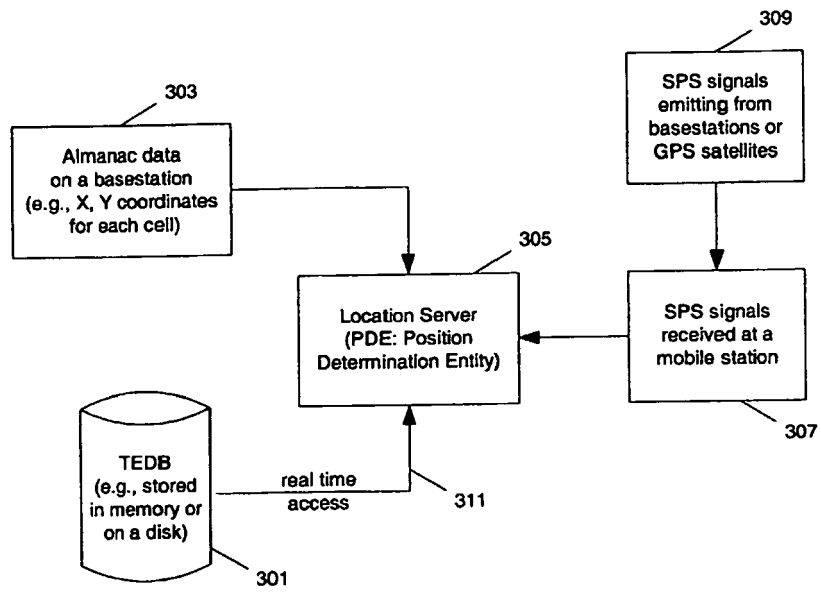 309
SPS signals
emitting from
basestations or
GPS satellites
303
Almanac data
on a basestation
(e.g., X, Y coordinates
for each cell)
305
Location Server
(PDE: Position
Determination Entity)
SPS signals
received at a
mobile station
307
TEDB
(e.g., stored
in memory or
on a disk)
301
real time
access
311